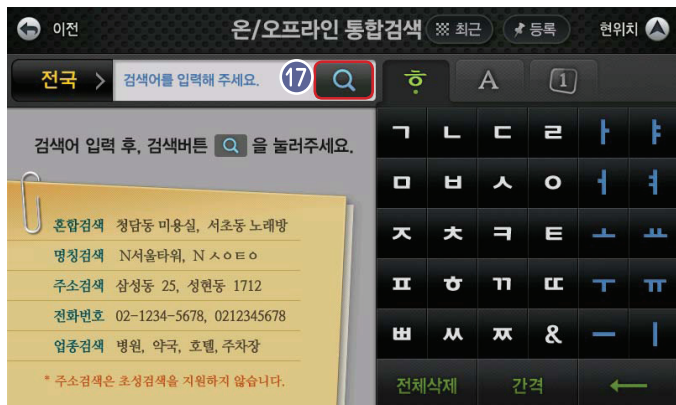 이전 온/오프라인 통합검색 최근 등록 현위치
전국 > 검색어를 입력해 주세요. 17 ㅎ A 1
검색어 입력 후, 검색버튼 을 눌러주세요.
혼합검색 청담동 미용실, 서초동 노래방
명칭검색 N서울타워, N ㅅㅇㅌㅇ
주소검색 삼성동 25, 성현동 1712
전화번호 02-1234-5678, 0212345678
업종검색 병원, 약국, 호텔, 주차장
* 주소검색은 초성검색을 지원하지 않습니다.
ㄱ ㄴ ㄷ ㄹ ㅏ ㅑ
ㅁ ㅂ ㅅ ㅇ ㅓ ㅕ
ㅈ ㅊ ㅋ ㅌ ㅗ ㅛ
ㅍ ㅎ ㄲ ㄸ ㅜ ㅠ
ㅃ ㅆ ㅉ & ㅡ ㅣ
전체삭제 간격 ←